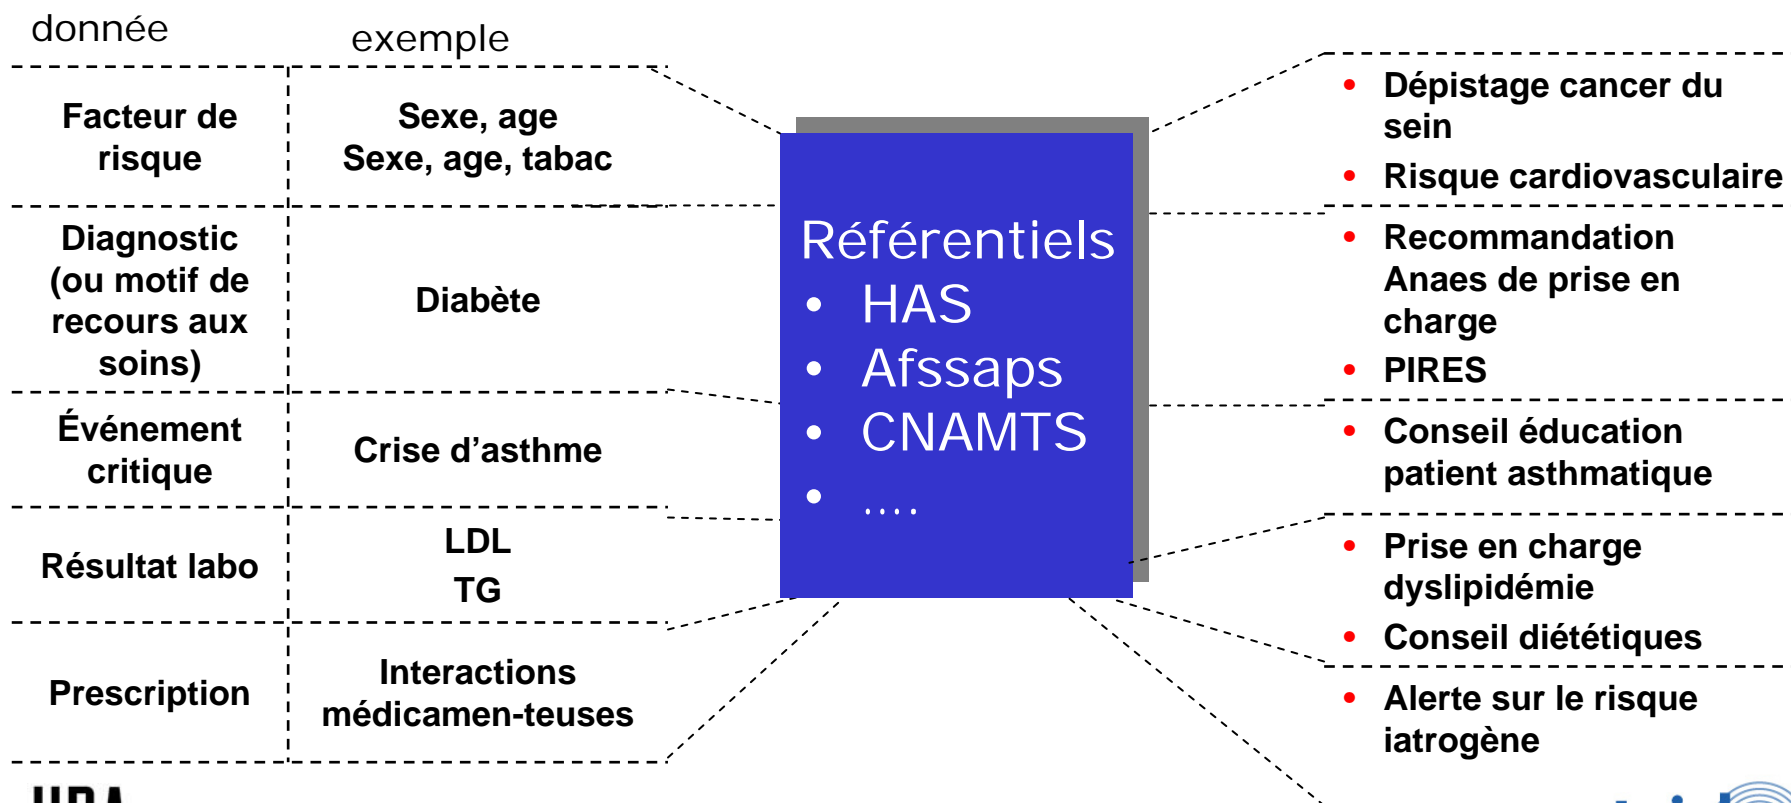 donnée
exemple
Facteur de
risque
Sexe, age
Sexe, age, tabac
Diagnostic
(ou motif de
recours aux
soins)
Diabète
Événement
critique
Crise d’asthme
Résultat labo
LDL
TG
Prescription
Interactions
médicamen-teuses
Référentiels
• HAS
• Afssaps
• CNAMTS
• ....
• Dépistage cancer du
sein
• Risque cardiovasculaire
• Recommandation
Anaes de prise en
charge
• PIRES
• Conseil éducation
patient asthmatique
• Prise en charge
dyslipidémie
• Conseil diététiques
• Alerte sur le risque
iatrogène